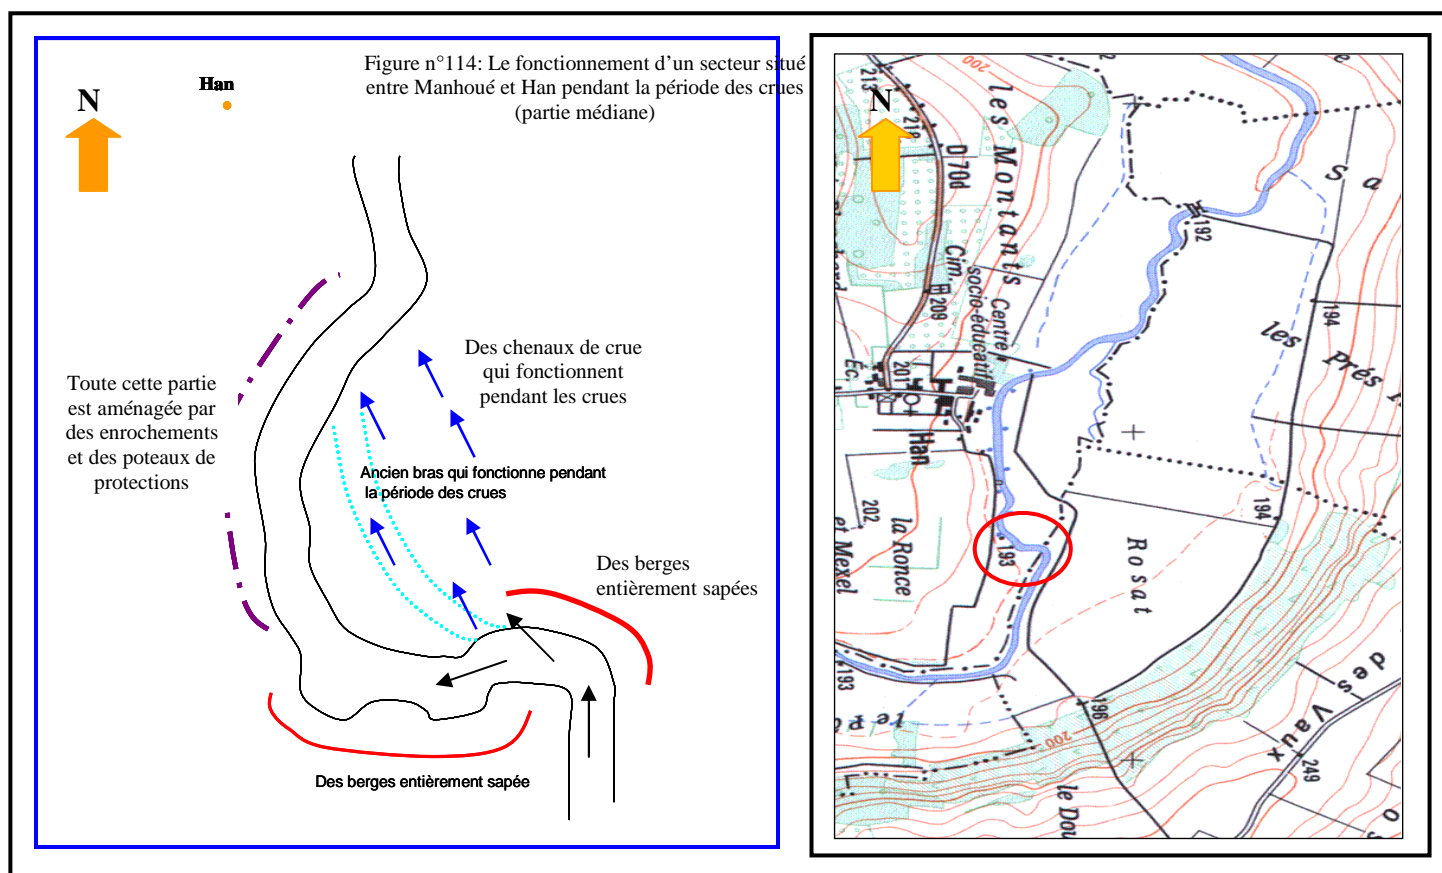 Figure n°114: Le fonctionnement d'un secteur situé
entre Manhoué et Han pendant la période des crues
(partie médiane)
Han
N
Des chenaux de crue
qui fonctionnent
pendant les crues
Toute cette partie
est aménagée par
des enrochements
et des poteaux de
protections
Ancien bras qui fonctionne pendant
la période des crues
Des berges
entièrement sapées
Des berges entièrement sapée
N
200
213
D 70d
les Montants
Cim.
209
Centre
socio-éducatif
Éc.
201
Han
202
la Ronce
et Mexel
193
193
192
S a
194
les Prés
194
Rosat
196
200
des Vaux
249
le Dou